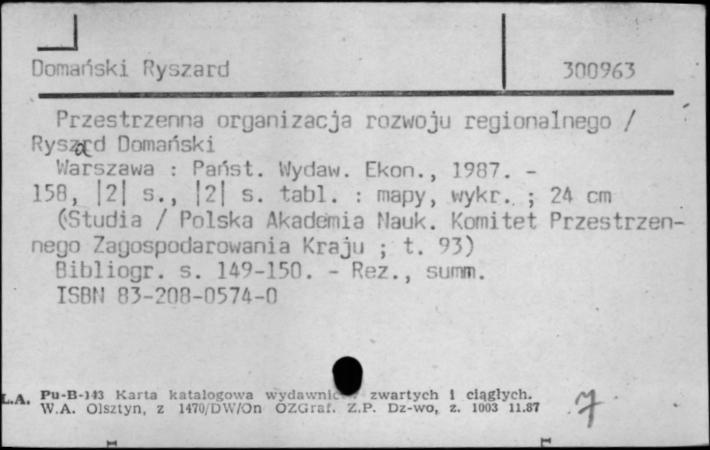 Domański Ryszard 300963
Przestrzenna organizacja rozwoju regionalnego /
Ryszard Domański
Warszawa : Państ. Wydaw. Ekon., 1987. -
158, |2| s., |2| s. tabl. : mapy, wykr. ; 24 cm
(Studia / Polska Akademia Nauk. Komitet Przestrzen-
nego Zagospodarowania Kraju ; t. 93)
Bibliogr. s. 149-150. - Rez., summ.
ISBN 83-208-0574-0
L.A. Pu-B-143 Karta katalogowa zwartych i ciągłych.
W.A. Olsztyn, z 1470/DW/On OZGraf. Z.P. Dz-wo, z. 1003 11.87
7